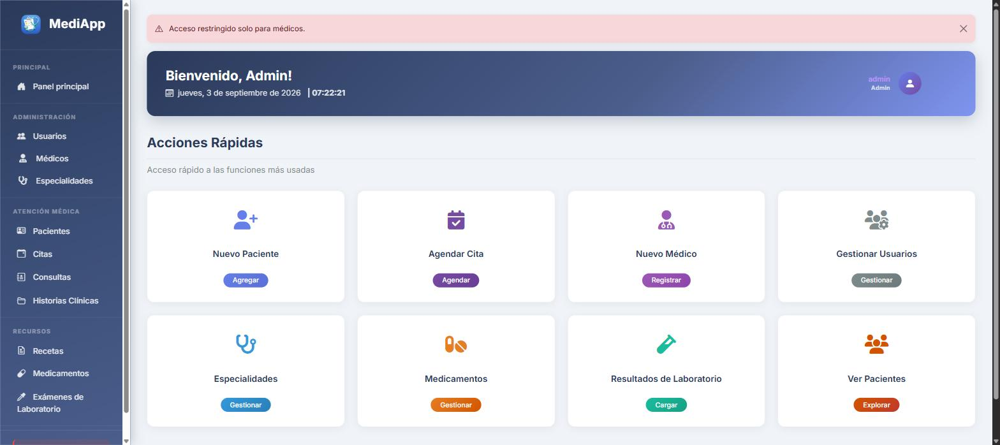 MediApp
PRINCIPAL
Panel principal
ADMINISTRACIÓN
Usuarios
Médicos
Especialidades
ATENCIÓN MÉDICA
Pacientes
Citas
Consultas
Historias Clínicas
RECURSOS
Recetas
Medicamentos
Exámenes de
Laboratorio
Acceso restringido solo para médicos.
Bienvenido, Admin!
jueves, 3 de septiembre de 2026 | 07:22:21
admin
Admin
Acciones Rápidas
Acceso rápido a las funciones más usadas
Nuevo Paciente
Agregar
Agendar Cita
Agendar
Nuevo Médico
Registrar
Gestionar Usuarios
Gestionar
Especialidades
Gestionar
Medicamentos
Gestionar
Resultados de Laboratorio
Cargar
Ver Pacientes
Explorar